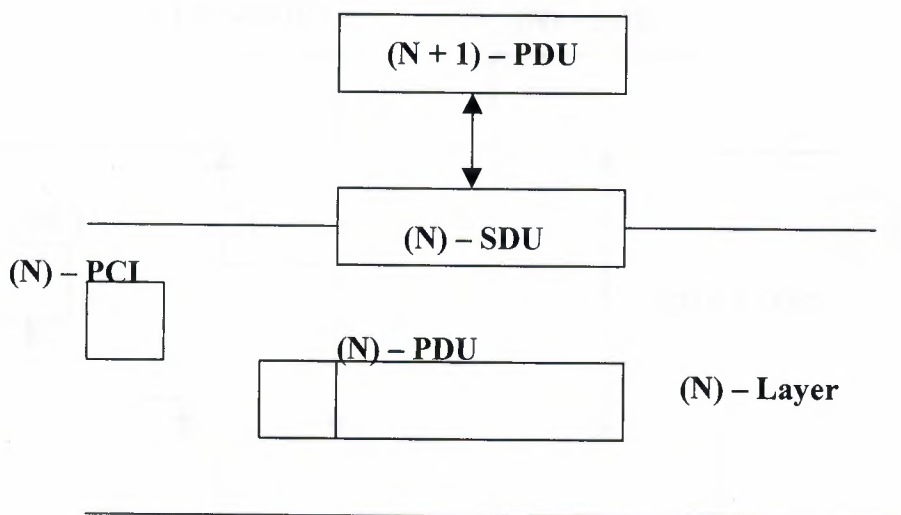 (N + 1) – PDU
(N) – SDU
(N) – PCI
(N) – PDU
(N) – Layer